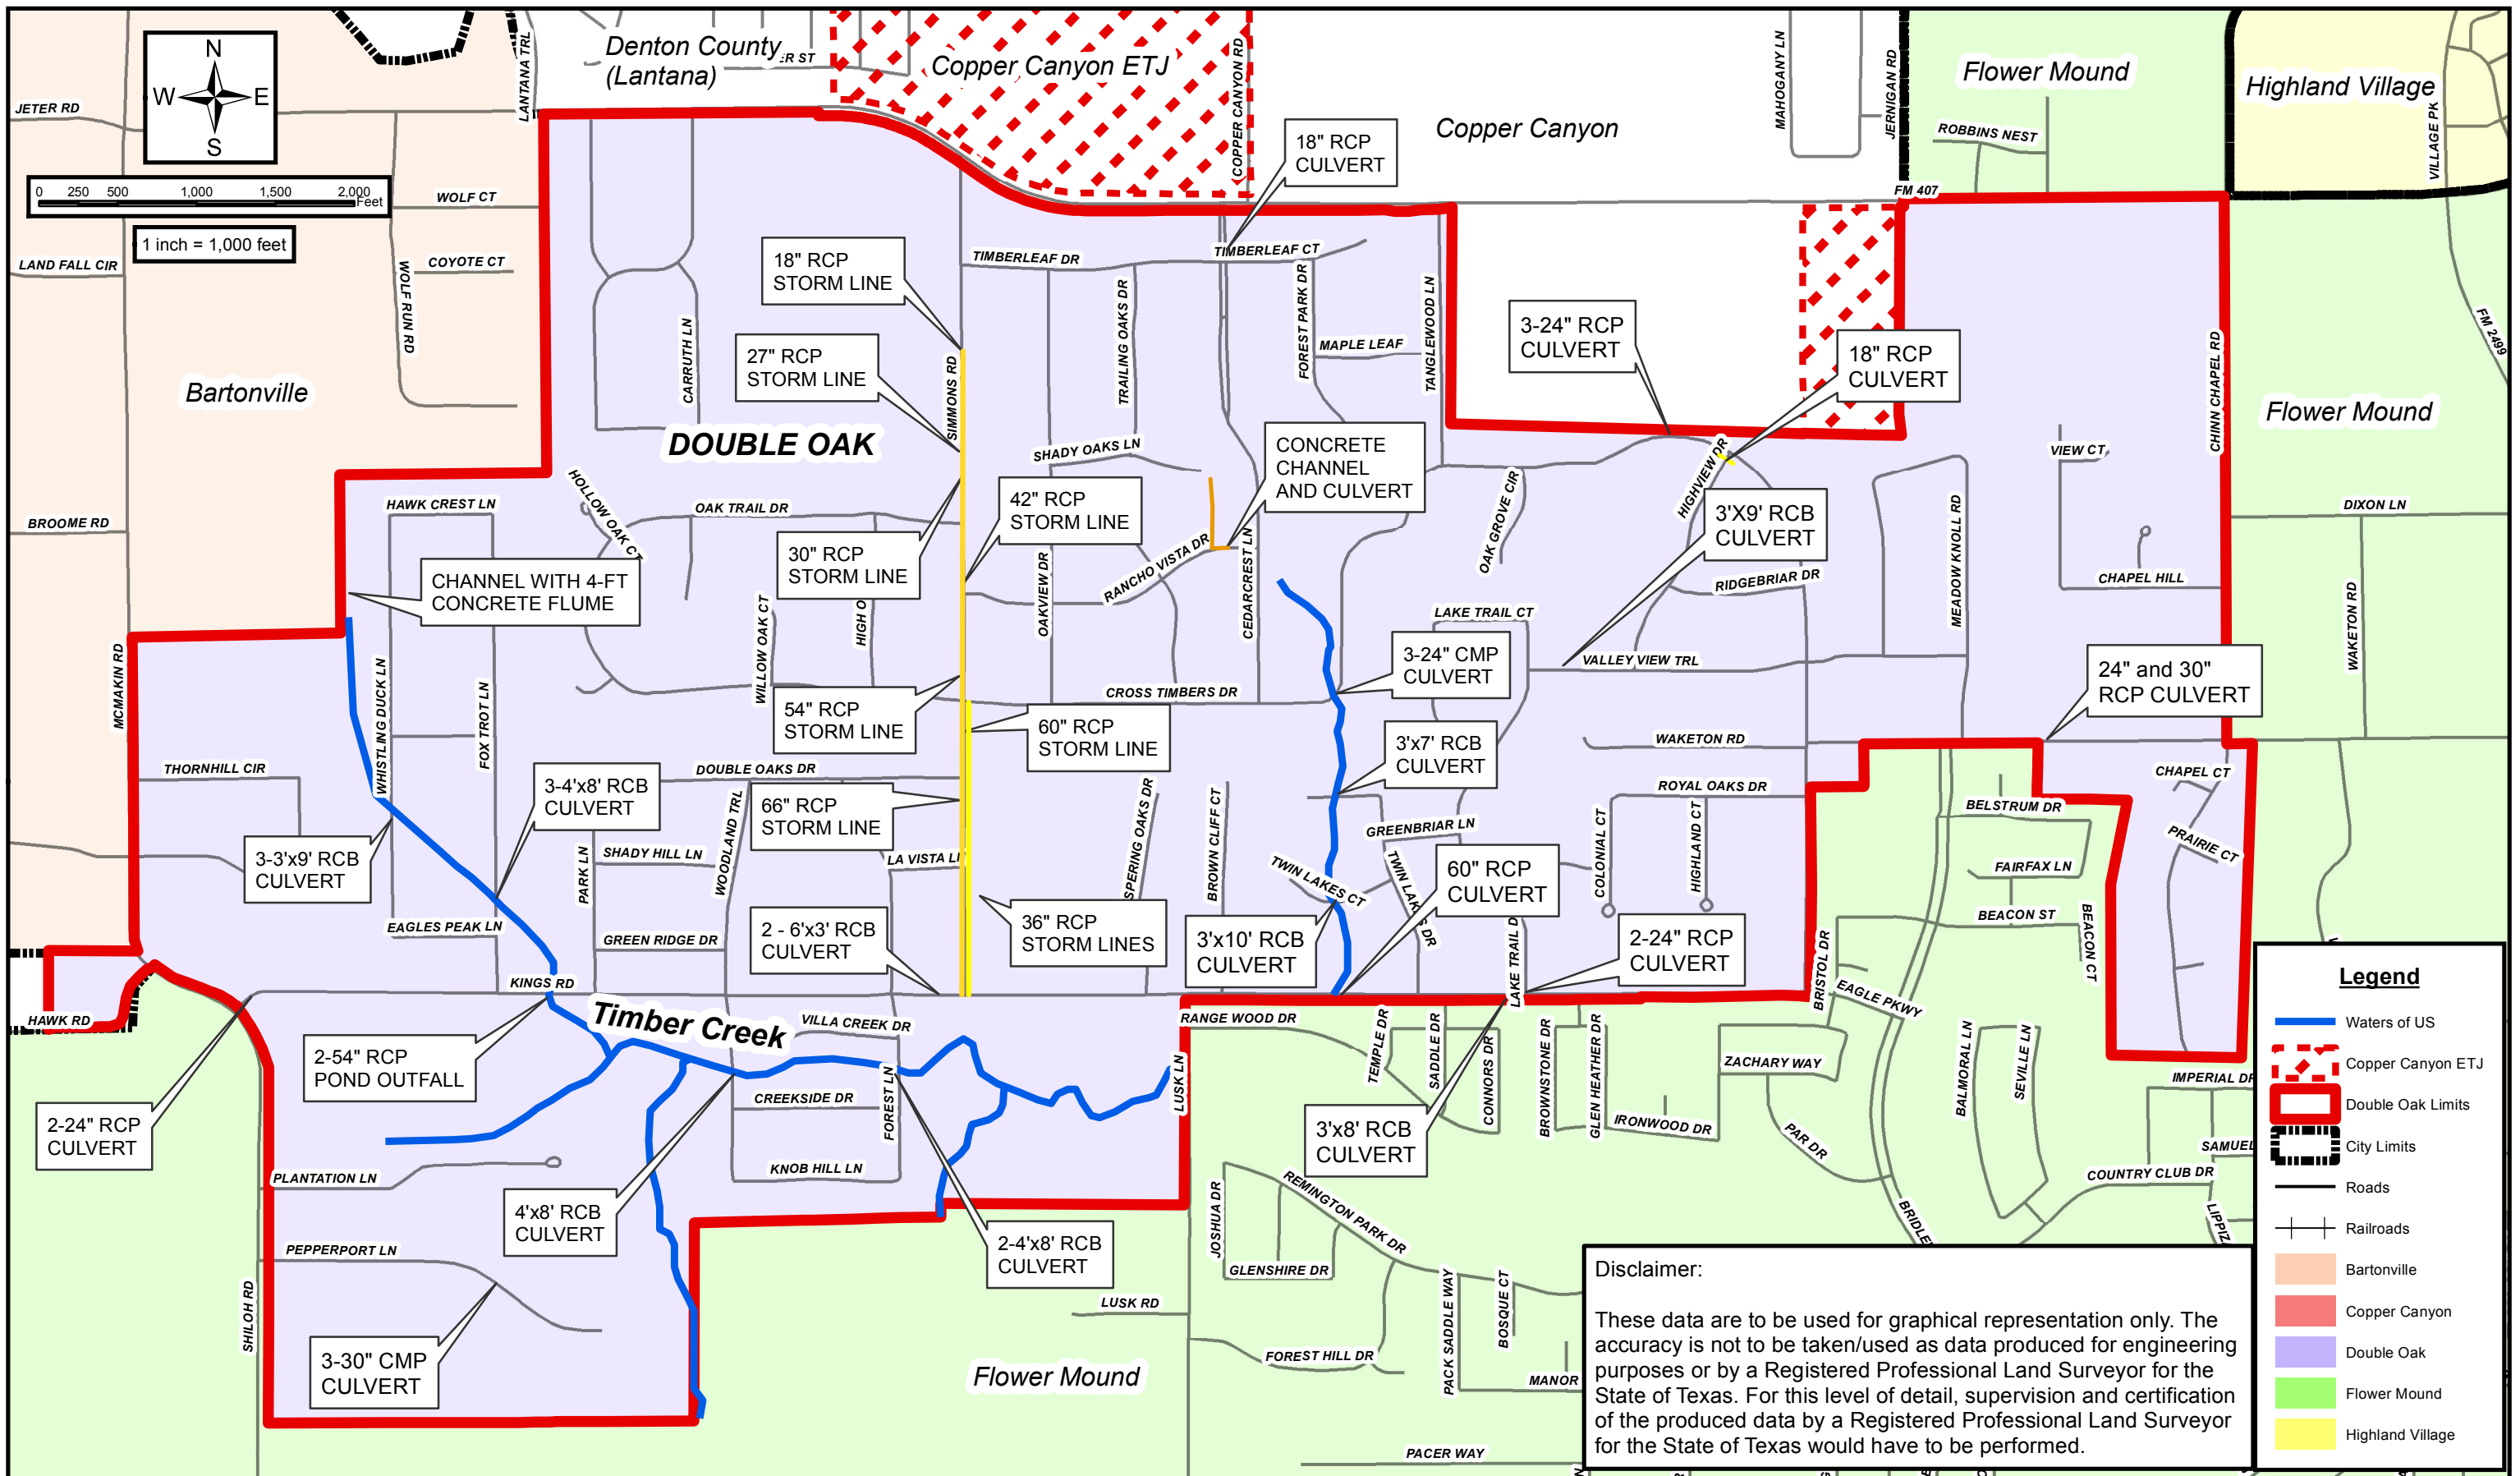 N
W
E
S
0 250 500 1,000 1,500 2,000
Feet
1 inch = 1,000 feet
Denton County
(Lantana)
ER ST
Copper Canyon ETJ
Copper Canyon
Flower Mound
Highland Village
JETER RD
LANTANA TRL
COPPER CANYON RD
MAHOGANY LN
JERNIGAN RD
ROBBINS NEST
VILLAGE PK
FM 407
18" RCP
CULVERT
WOLF CT
LAND FALL CIR
WOLF RUN RD
COYOTE CT
Bartonville
18" RCP
STORM LINE
TIMBERLEAF DR
TIMBERLEAF CT
27" RCP
STORM LINE
CARRUTH LN
SIMMONS RD
TRAILING OAKS DR
FOREST PARK DR
MAPLE LEAF
TANGLEWOOD LN
3-24" RCP
CULVERT
18" RCP
CULVERT
CHINN CHAPEL RD
FM 2499
Flower Mound
DOUBLE OAK
SHADY OAKS LN
CONCRETE
CHANNEL
AND CULVERT
HIGHVIEW DR
VIEW CT
BROOME RD
HAWK CREST LN
HOLLOW OAK CT
OAK TRAIL DR
42" RCP
STORM LINE
OAK GROVE CIR
3'X9' RCB
CULVERT
MEADOW KNOLL RD
DIXON LN
30" RCP
STORM LINE
CHANNEL WITH 4-FT
CONCRETE FLUME
RANCHO VISTA DR
CEDARCREST LN
RIDGEBRIAR DR
CHAPEL HILL
WILLOW OAK CT
HIGH O
OAKVIEW DR
LAKE TRAIL CT
WAKETON RD
MCMAKIN RD
WHISTLING DUCK LN
FOX TROT LN
3-24" CMP
CULVERT
VALLEY VIEW TRL
24" and 30"
RCP CULVERT
CROSS TIMBERS DR
54" RCP
STORM LINE
60" RCP
STORM LINE
3'x7' RCB
CULVERT
WAKETON RD
THORNHILL CIR
DOUBLE OAKS DR
3-4'x8' RCB
CULVERT
66" RCP
STORM LINE
SPERING OAKS DR
BROWN CLIFF CT
ROYAL OAKS DR
CHAPEL CT
BELSTRUM DR
GREENBRIAR LN
COLONIAL CT
HIGHLAND CT
PRAIRIE CT
3-3'x9' RCB
CULVERT
PARK LN
SHADY HILL LN
WOODLAND TRL
LA VISTA LN
TWIN LAKES CT
TWIN LAKES DR
60" RCP
CULVERT
FAIRFAX LN
EAGLES PEAK LN
GREEN RIDGE DR
2 - 6'x3' RCB
CULVERT
36" RCP
STORM LINES
3'x10' RCB
CULVERT
2-24" RCP
CULVERT
BEACON ST
BEACON CT
BRISTOL DR
KINGS RD
LAKE TRAIL D
EAGLE PKWY
HAWK RD
Timber Creek
VILLA CREEK DR
RANGE WOOD DR
TEMPLE DR
SADDLE DR
CONNORS DR
BROWNSTONE DR
GLEN HEATHER DR
ZACHARY WAY
BALMORAL LN
SEVILLE LN
2-54" RCP
POND OUTFALL
LUSK LN
IMPERIAL DR
2-24" RCP
CULVERT
CREEKSIDE DR
FOREST LN
3'x8' RCB
CULVERT
IRONWOOD DR
PAR DR
SAMUEL
PLANTATION LN
KNOB HILL LN
COUNTRY CLUB DR
4'x8' RCB
CULVERT
JOSHUA DR
REMINGTON PARK DR
BRIDLE
LIPPIZ
PEPPERPORT LN
2-4'x8' RCB
CULVERT
GLENSHIRE DR
SHILOH RD
LUSK RD
PACK SADDLE WAY
BOSQUE CT
3-30" CMP
CULVERT
FOREST HILL DR
MANOR
Flower Mound
PACER WAY
Disclaimer:
These data are to be used for graphical representation only. The
accuracy is not to be taken/used as data produced for engineering
purposes or by a Registered Professional Land Surveyor for the
State of Texas. For this level of detail, supervision and certification
of the produced data by a Registered Professional Land Surveyor
for the State of Texas would have to be performed.
Legend
Waters of US
Copper Canyon ETJ
Double Oak Limits
City Limits
Roads
Railroads
Bartonville
Copper Canyon
Double Oak
Flower Mound
Highland Village